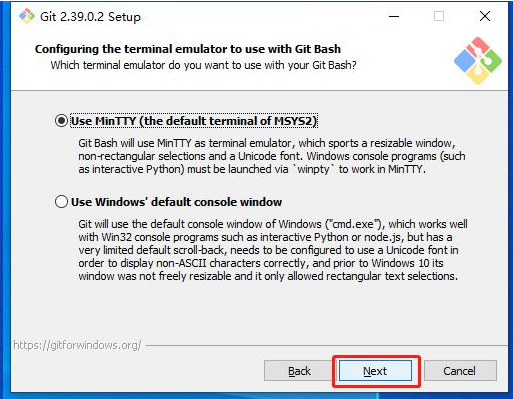 Git 2.39.0.2 Setup
Configuring the terminal emulator to use with Git Bash
Which terminal emulator do you want to use with your Git Bash?
Use MinTTY (the default terminal of MSYS2)
Git Bash will use MinTTY as terminal emulator, which sports a resizable window,
non-rectangular selections and a Unicode font. Windows console programs (such
as interactive Python) must be launched via `winpty` to work in MinTTY.
Use Windows' default console window
Git will use the default console window of Windows ("cmd.exe"), which works well
with Win32 console programs such as interactive Python or node.js, but has a
very limited default scroll-back, needs to be configured to use a Unicode font in
order to display non-ASCII characters correctly, and prior to Windows 10 its
window was not freely resizable and it only allowed rectangular text selections.
https://gitforwindows.org/
Back Next Cancel